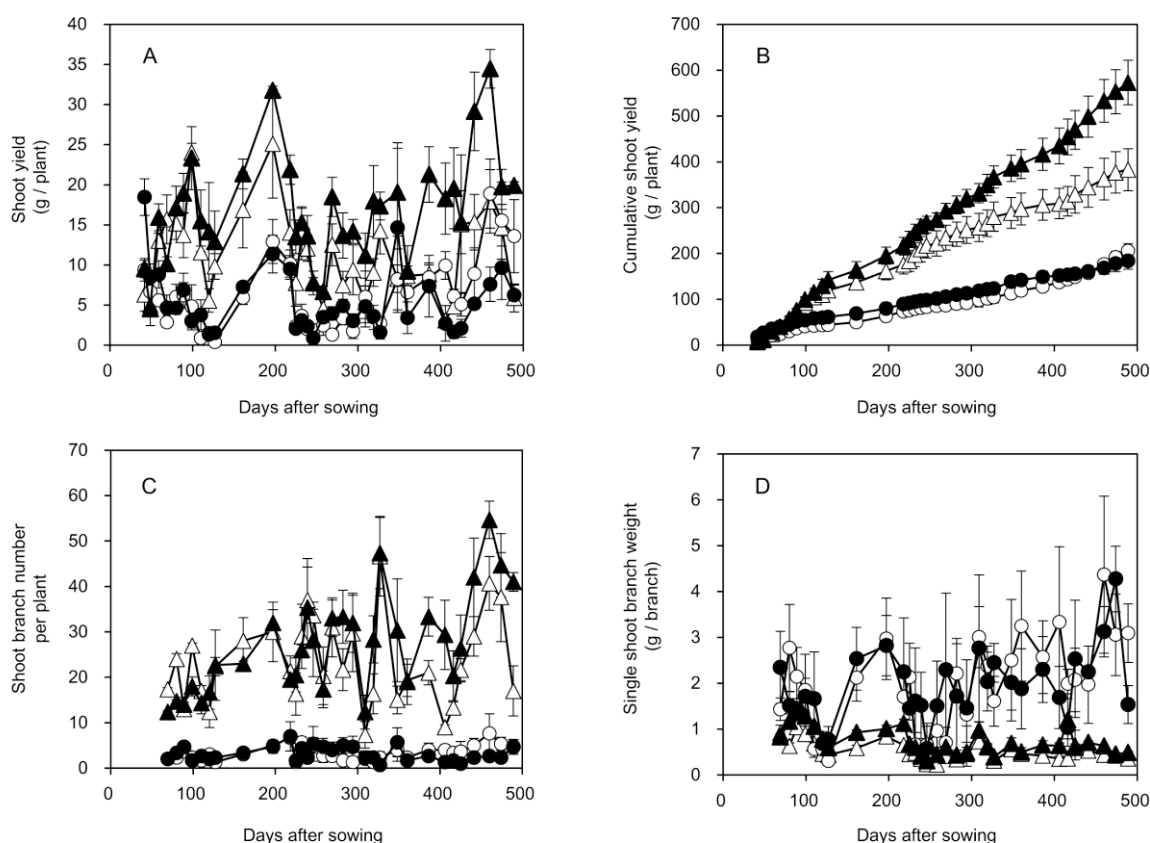 A
Shoot yield
(g / plant)
40
35
30
25
20
15
10
5
0
0 100 200 300 400 500
Days after sowing
B
Cumulative shoot yield
(g / plant)
700
600
500
400
300
200
100
0
0 100 200 300 400 500
Days after sowing
C
Shoot branch number
per plant
70
60
50
40
30
20
10
0
0 100 200 300 400 500
Days after sowing
D
Single shoot branch weight
(g / branch)
7
6
5
4
3
2
1
0
0 100 200 300 400 500
Days after sowing